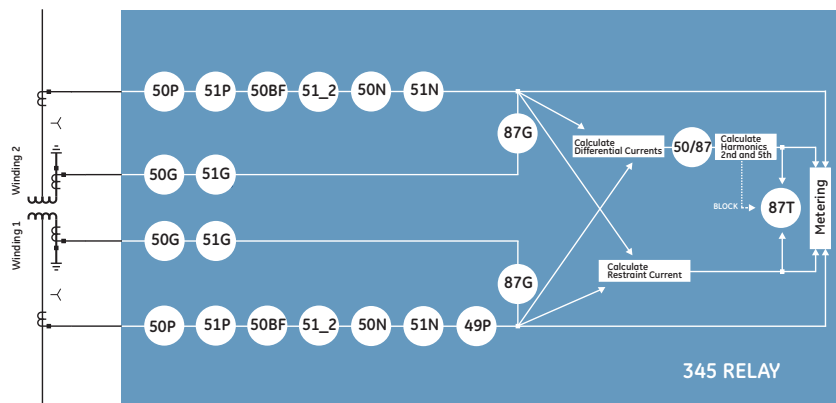 50P 51P 50BF 51_2 50N 51N
87G
Calculate
Differential Currents
50/87
Calculate
Harmonics
2nd and 5th
Winding 2
50G 51G
BLOCK
87T
Metering
Winding 1
50G 51G
Calculate
Restraint Current
87G
50P 51P 50BF 51_2 50N 51N 49P
345 RELAY